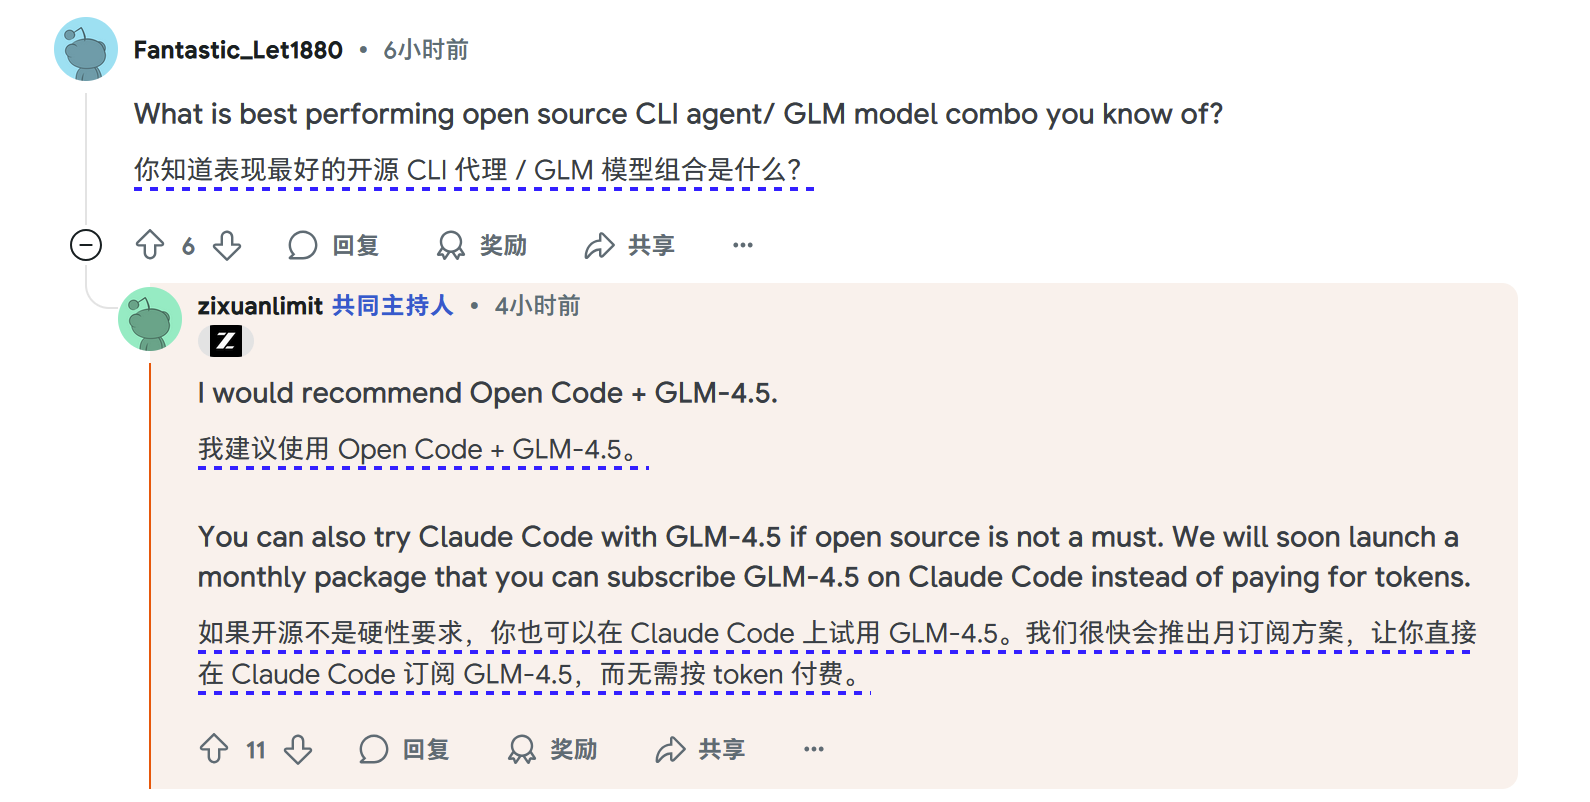 Fantastic_Let1880 • 6小时前
What is best performing open source CLI agent/ GLM model combo you know of?
你知道表现最好的开源 CLI 代理 / GLM 模型组合是什么？
6 回复 奖励 共享 ...
zixuanlimit 共同主持人 • 4小时前
Z
I would recommend Open Code + GLM-4.5.
我建议使用 Open Code + GLM-4.5。
You can also try Claude Code with GLM-4.5 if open source is not a must. We will soon launch a
monthly package that you can subscribe GLM-4.5 on Claude Code instead of paying for tokens.
如果开源不是硬性要求，你也可以在 Claude Code 上试用 GLM-4.5。我们很快会推出月订阅方案，让你直接
在 Claude Code 订阅 GLM-4.5，而无需按 token 付费。
11 回复 奖励 共享 ...